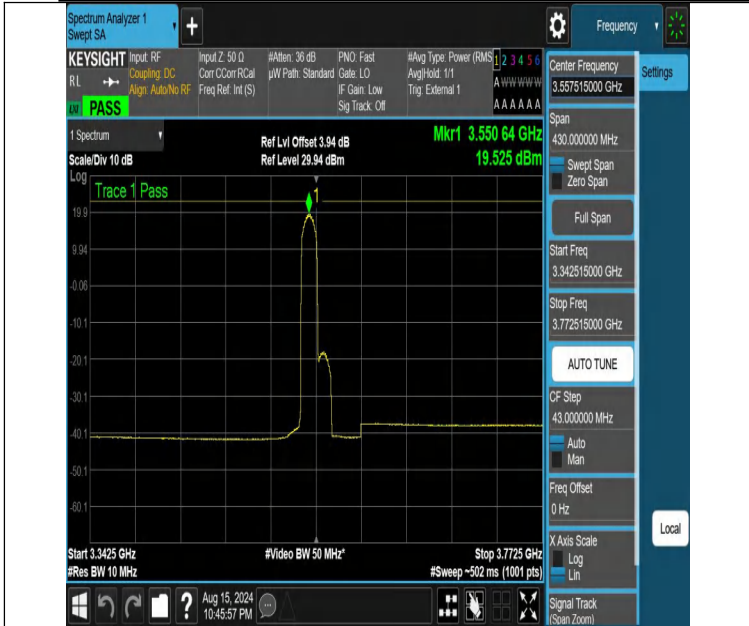 Spectrum Analyzer 1
Swept SA
Frequency
KEYSIGHT
RL
PASS
Input: RF
Coupling: DC
Align: Auto/No RF
Input Z: 50 Ω
Corr CCorr RCal
Freq Ref: Int (S)
#Atten: 36 dB
µW Path: Standard
PNO: Fast
Gate: LO
IF Gain: Low
Sig Track: Off
#Avg Type: Power (RMS
Avg|Hold: 1/1
Trig: External 1
1 2 3 4 5 6
A W W W W W
A A A A A A
1 Spectrum
Scale/Div 10 dB
Ref Lvl Offset 3.94 dB
Ref Level 29.94 dBm
Mkr1 3.550 64 GHz
19.525 dBm
Log
Trace 1 Pass
1
19.9
9.94
-0.06
-10.1
-20.1
-30.1
-40.1
-50.1
-60.1
Start 3.3425 GHz
#Res BW 10 MHz
#Video BW 50 MHz*
Stop 3.7725 GHz
#Sweep ~502 ms (1001 pts)
Aug 15, 2024
10:45:57 PM
?
Center Frequency
3.557515000 GHz
Settings
Span
430.000000 MHz
Swept Span
Zero Span
Full Span
Start Freq
3.342515000 GHz
Stop Freq
3.772515000 GHz
AUTO TUNE
CF Step
43.000000 MHz
Auto
Man
Freq Offset
0 Hz
Local
X Axis Scale
Log
Lin
Signal Track
(Span Zoom)